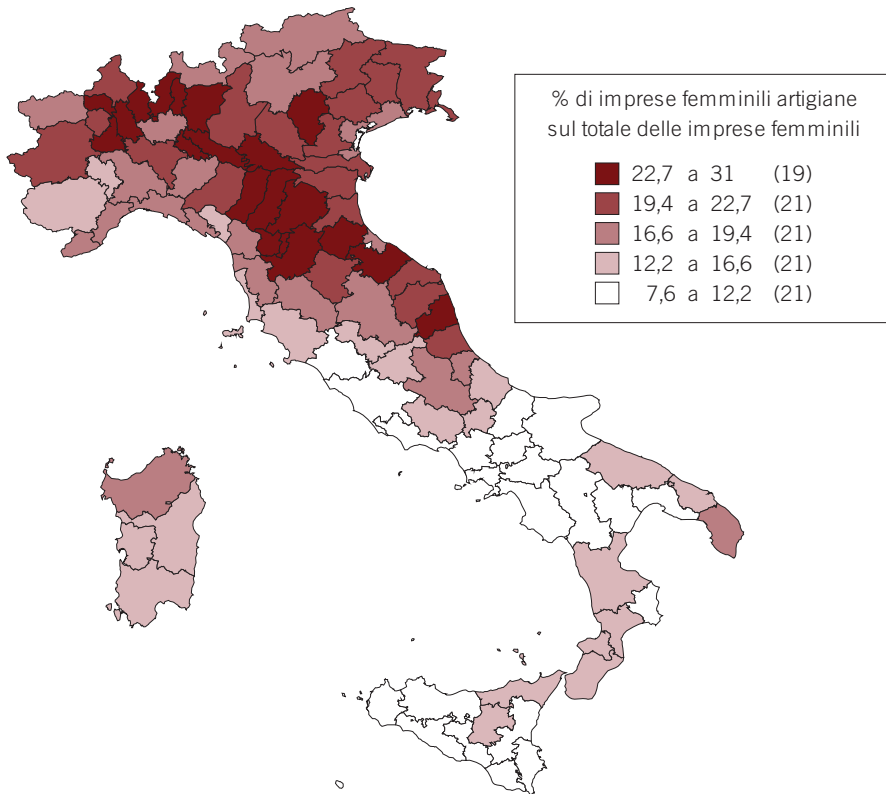 % di imprese femminili artigiane
sul totale delle imprese femminili
22,7 a 31 (19)
19,4 a 22,7 (21)
16,6 a 19,4 (21)
12,2 a 16,6 (21)
7,6 a 12,2 (21)